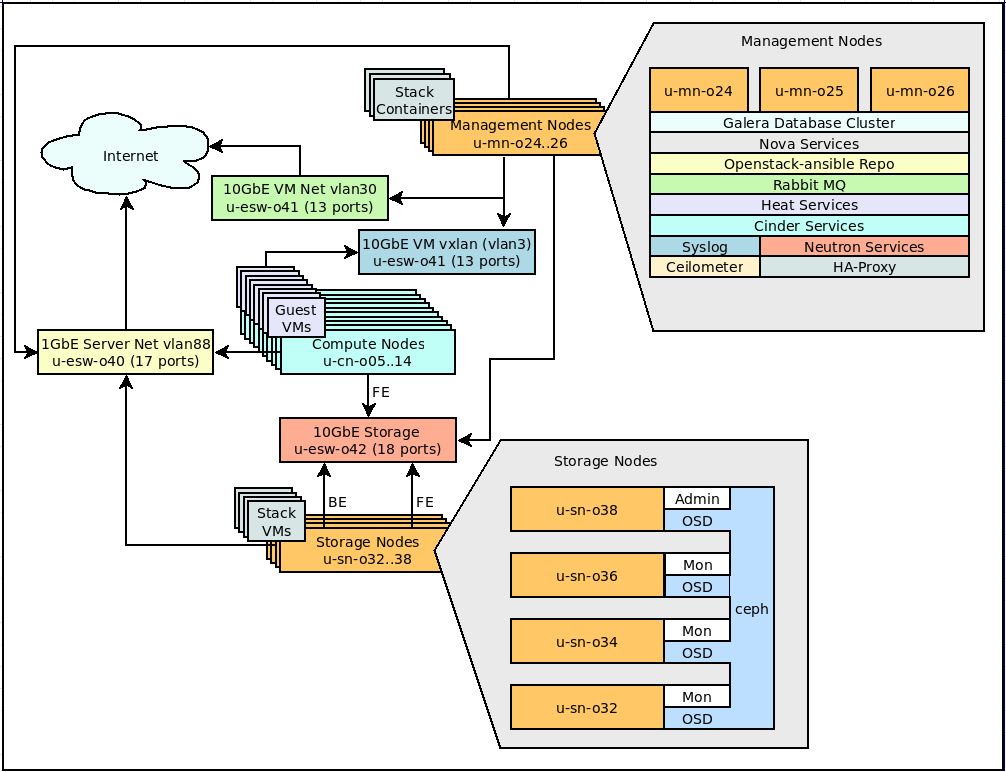 Management Nodes
u-mn-o24
u-mn-o25
u-mn-o26
Galera Database Cluster
Nova Services
Openstack-ansible Repo
Rabbit MQ
Heat Services
Cinder Services
Syslog
Neutron Services
Ceilometer
HA-Proxy
Stack
Containers
Management Nodes
u-mn-o24..26
Internet
10GbE VM Net vlan30
u-esw-o41 (13 ports)
10GbE VM vxlan (vlan3)
u-esw-o41 (13 ports)
Guest
VMs
1GbE Server Net vlan88
u-esw-o40 (17 ports)
Compute Nodes
u-cn-o05..14
FE
10GbE Storage
u-esw-o42 (18 ports)
BE
FE
Stack
VMs
Storage Nodes
u-sn-o32..38
Storage Nodes
u-sn-o38
Admin
OSD
u-sn-o36
Mon
OSD
ceph
u-sn-o34
Mon
OSD
u-sn-o32
Mon
OSD